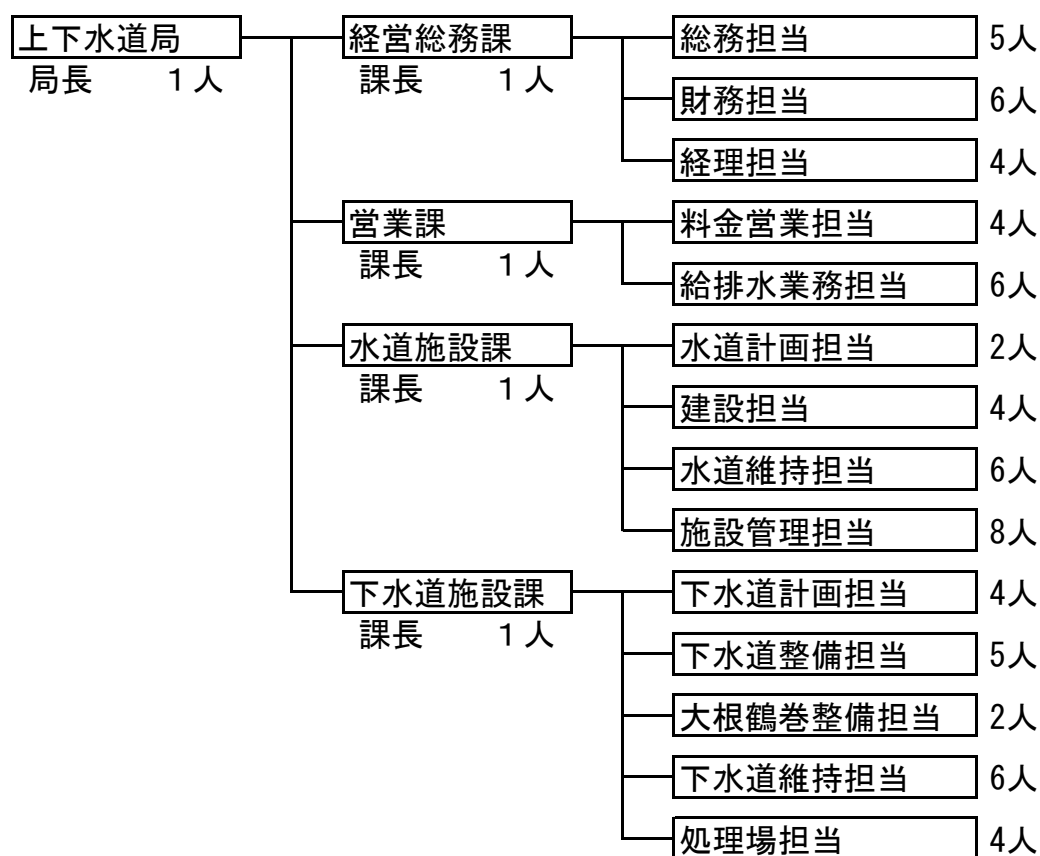 上下水道局 経営総務課 総務担当 5人
局長 1人 課長 1人
財務担当 6人
経理担当 4人
営業課 料金営業担当 4人
課長 1人
給排水業務担当 6人
水道施設課 水道計画担当 2人
課長 1人
建設担当 4人
水道維持担当 6人
施設管理担当 8人
下水道施設課 下水道計画担当 4人
課長 1人
下水道整備担当 5人
大根鶴巻整備担当 2人
下水道維持担当 6人
処理場担当 4人